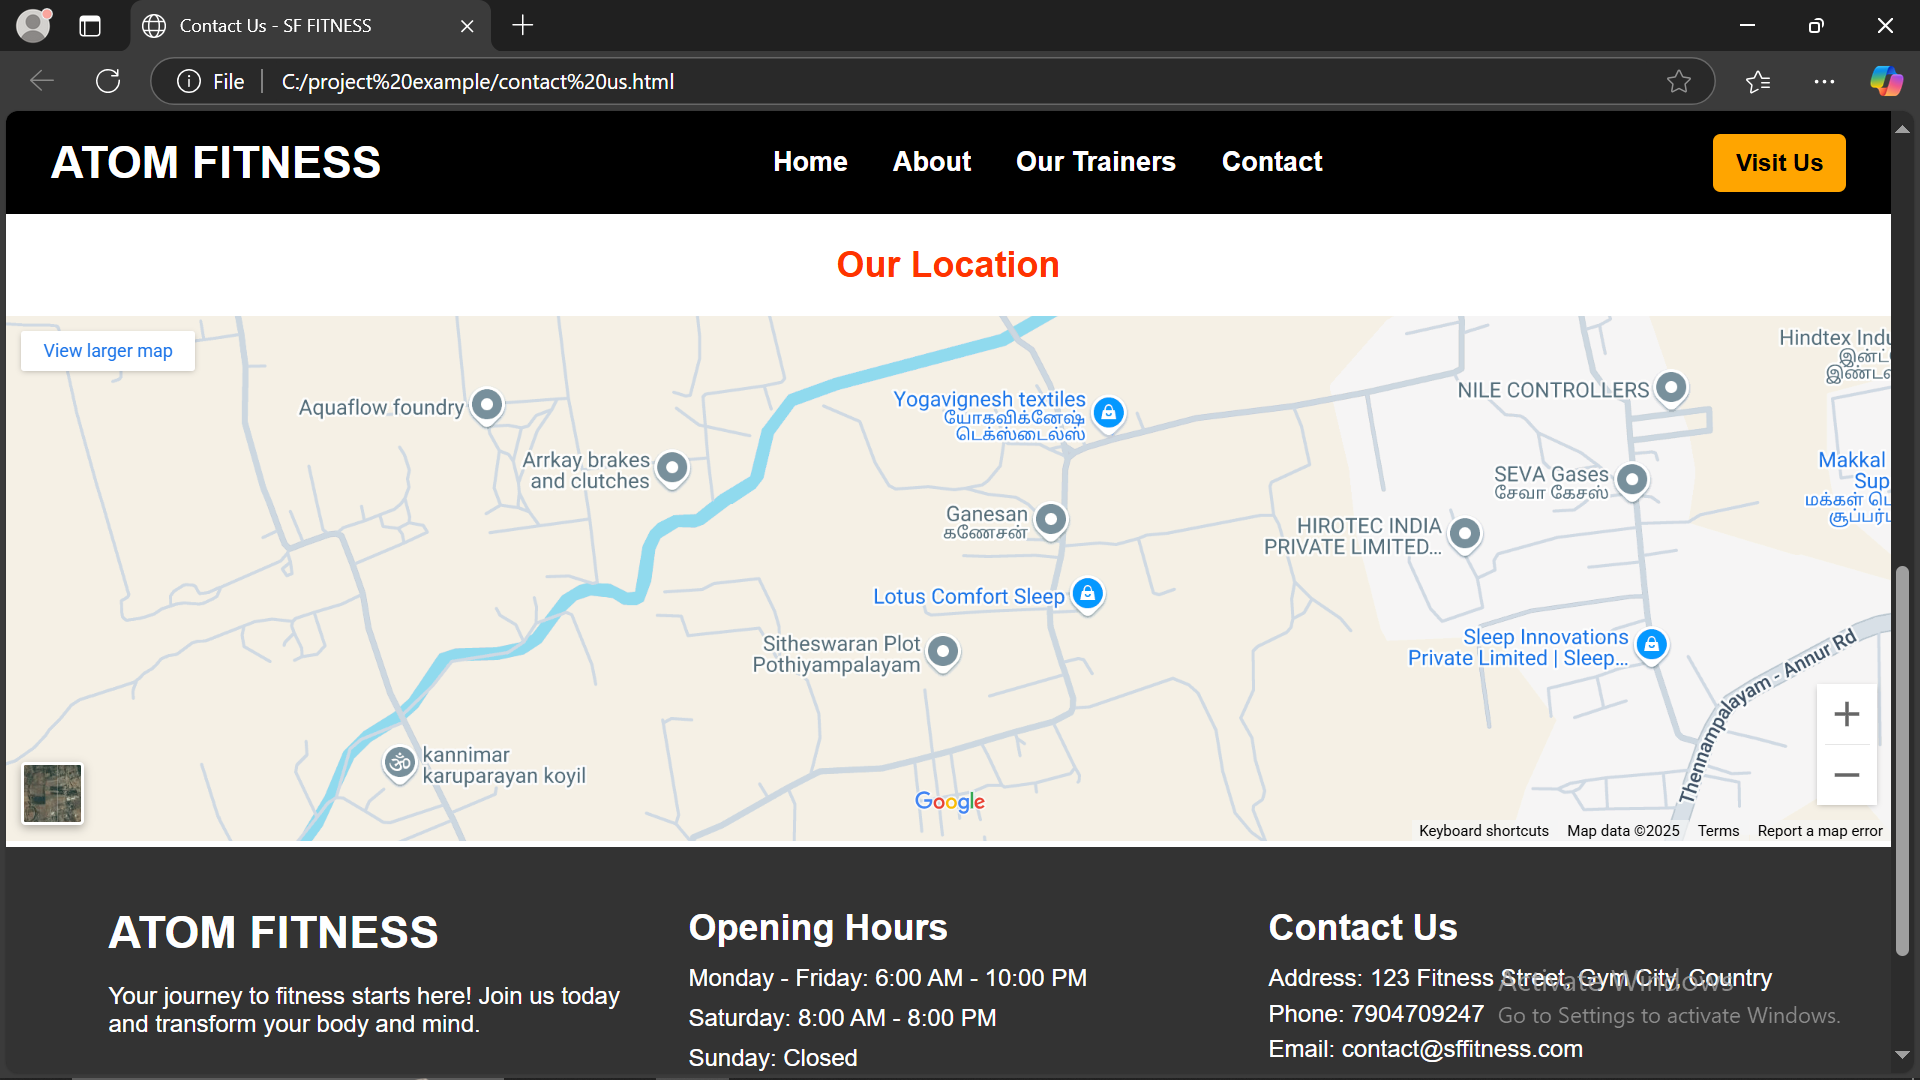 Contact Us - SF FITNESS
File
C:/project%20example/contact%20us.html
ATOM FITNESS
Home
About
Our Trainers
Contact
Visit Us
Our Location
View larger map
Aquaflow foundry
Arrkay brakes
and clutches
Yogavignesh textiles
யோகவிக்னேஷ்
டெக்ஸ்டைல்ஸ்
NILE CONTROLLERS
Hindtex Indu
SEVA Gases
சேவா கேசஸ்
Makkal
Sup
மக்கள்
Ganesan
கணேசன்
HIROTEC INDIA
PRIVATE LIMITED...
Lotus Comfort Sleep
Sitheswaran Plot
Pothiyampalayam
Sleep Innovations
Private Limited | Sleep...
Thennampalayam - Annur Rd
kannimar
karuparayan koyil
Google
Keyboard shortcuts
Map data ©2025
Terms
Report a map error
ATOM FITNESS
Your journey to fitness starts here! Join us today
and transform your body and mind.
Opening Hours
Monday - Friday: 6:00 AM - 10:00 PM
Saturday: 8:00 AM - 8:00 PM
Sunday: Closed
Contact Us
Address: 123 Fitness Street, Gym City, Country
Phone: 7904709247
Email: contact@sffitness.com
Activate Windows
Go to Settings to activate Windows.